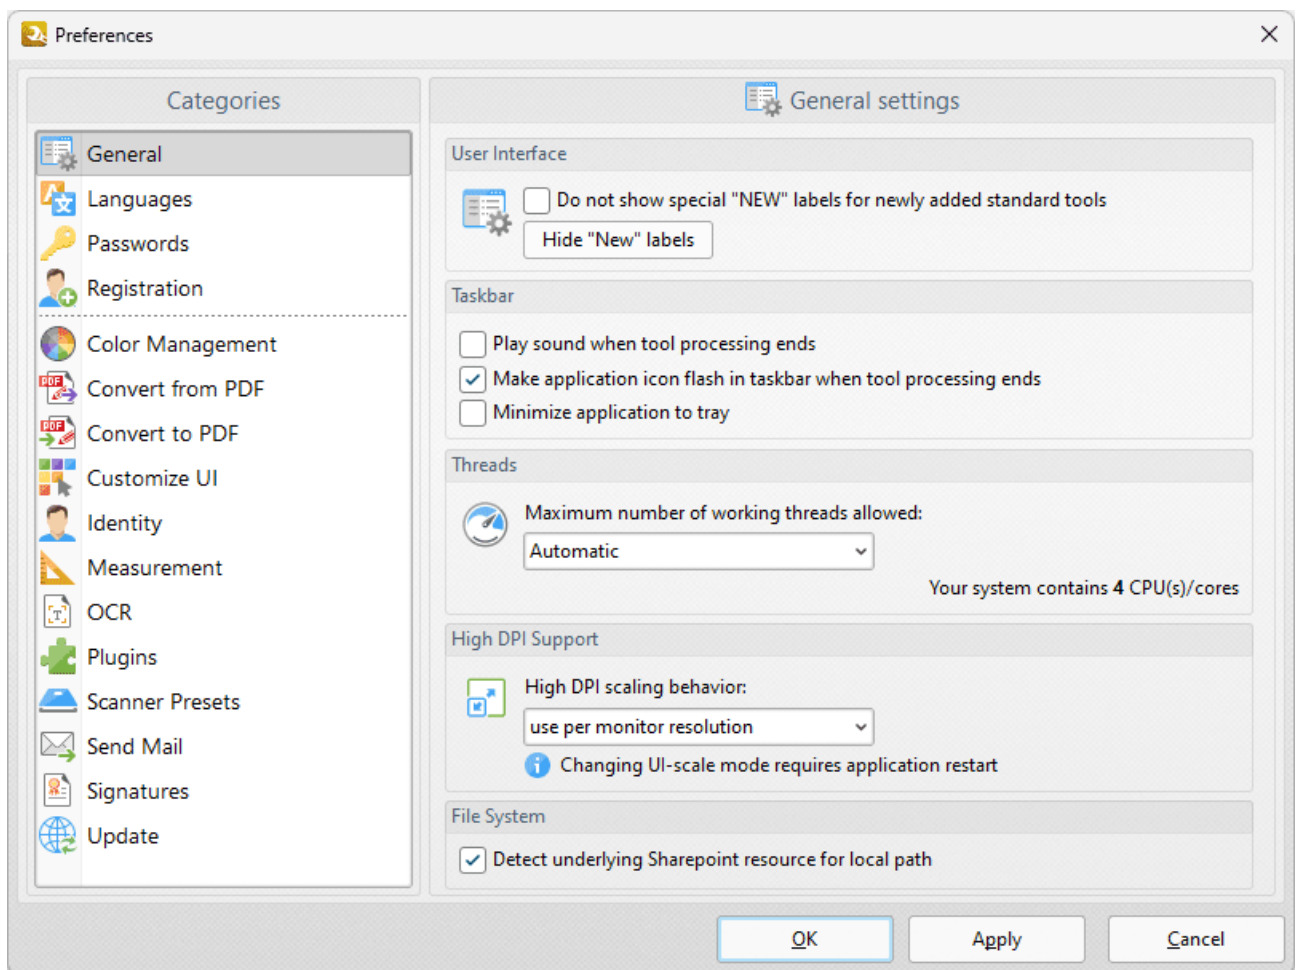 Preferences
Categories
General
Languages
Passwords
Registration
Color Management
Convert from PDF
Convert to PDF
Customize UI
Identity
Measurement
OCR
Plugins
Scanner Presets
Send Mail
Signatures
Update
General settings
User Interface
Do not show special "NEW" labels for newly added standard tools
Hide "New" labels
Taskbar
Play sound when tool processing ends
Make application icon flash in taskbar when tool processing ends
Minimize application to tray
Threads
Maximum number of working threads allowed:
Automatic
Your system contains 4 CPU(s)/cores
High DPI Support
High DPI scaling behavior:
use per monitor resolution
Changing UI-scale mode requires application restart
File System
Detect underlying Sharepoint resource for local path
OK
Apply
Cancel